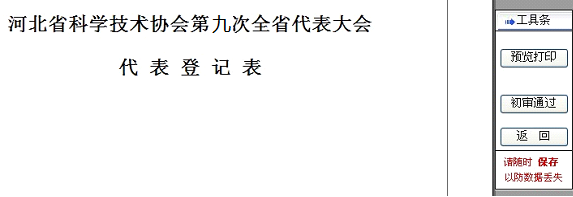 河北省科学技术协会第九次全省代表大会
代 表 登 记 表
工具条
预览打印
初审通过
返 回
请随时 保存
以防数据丢失